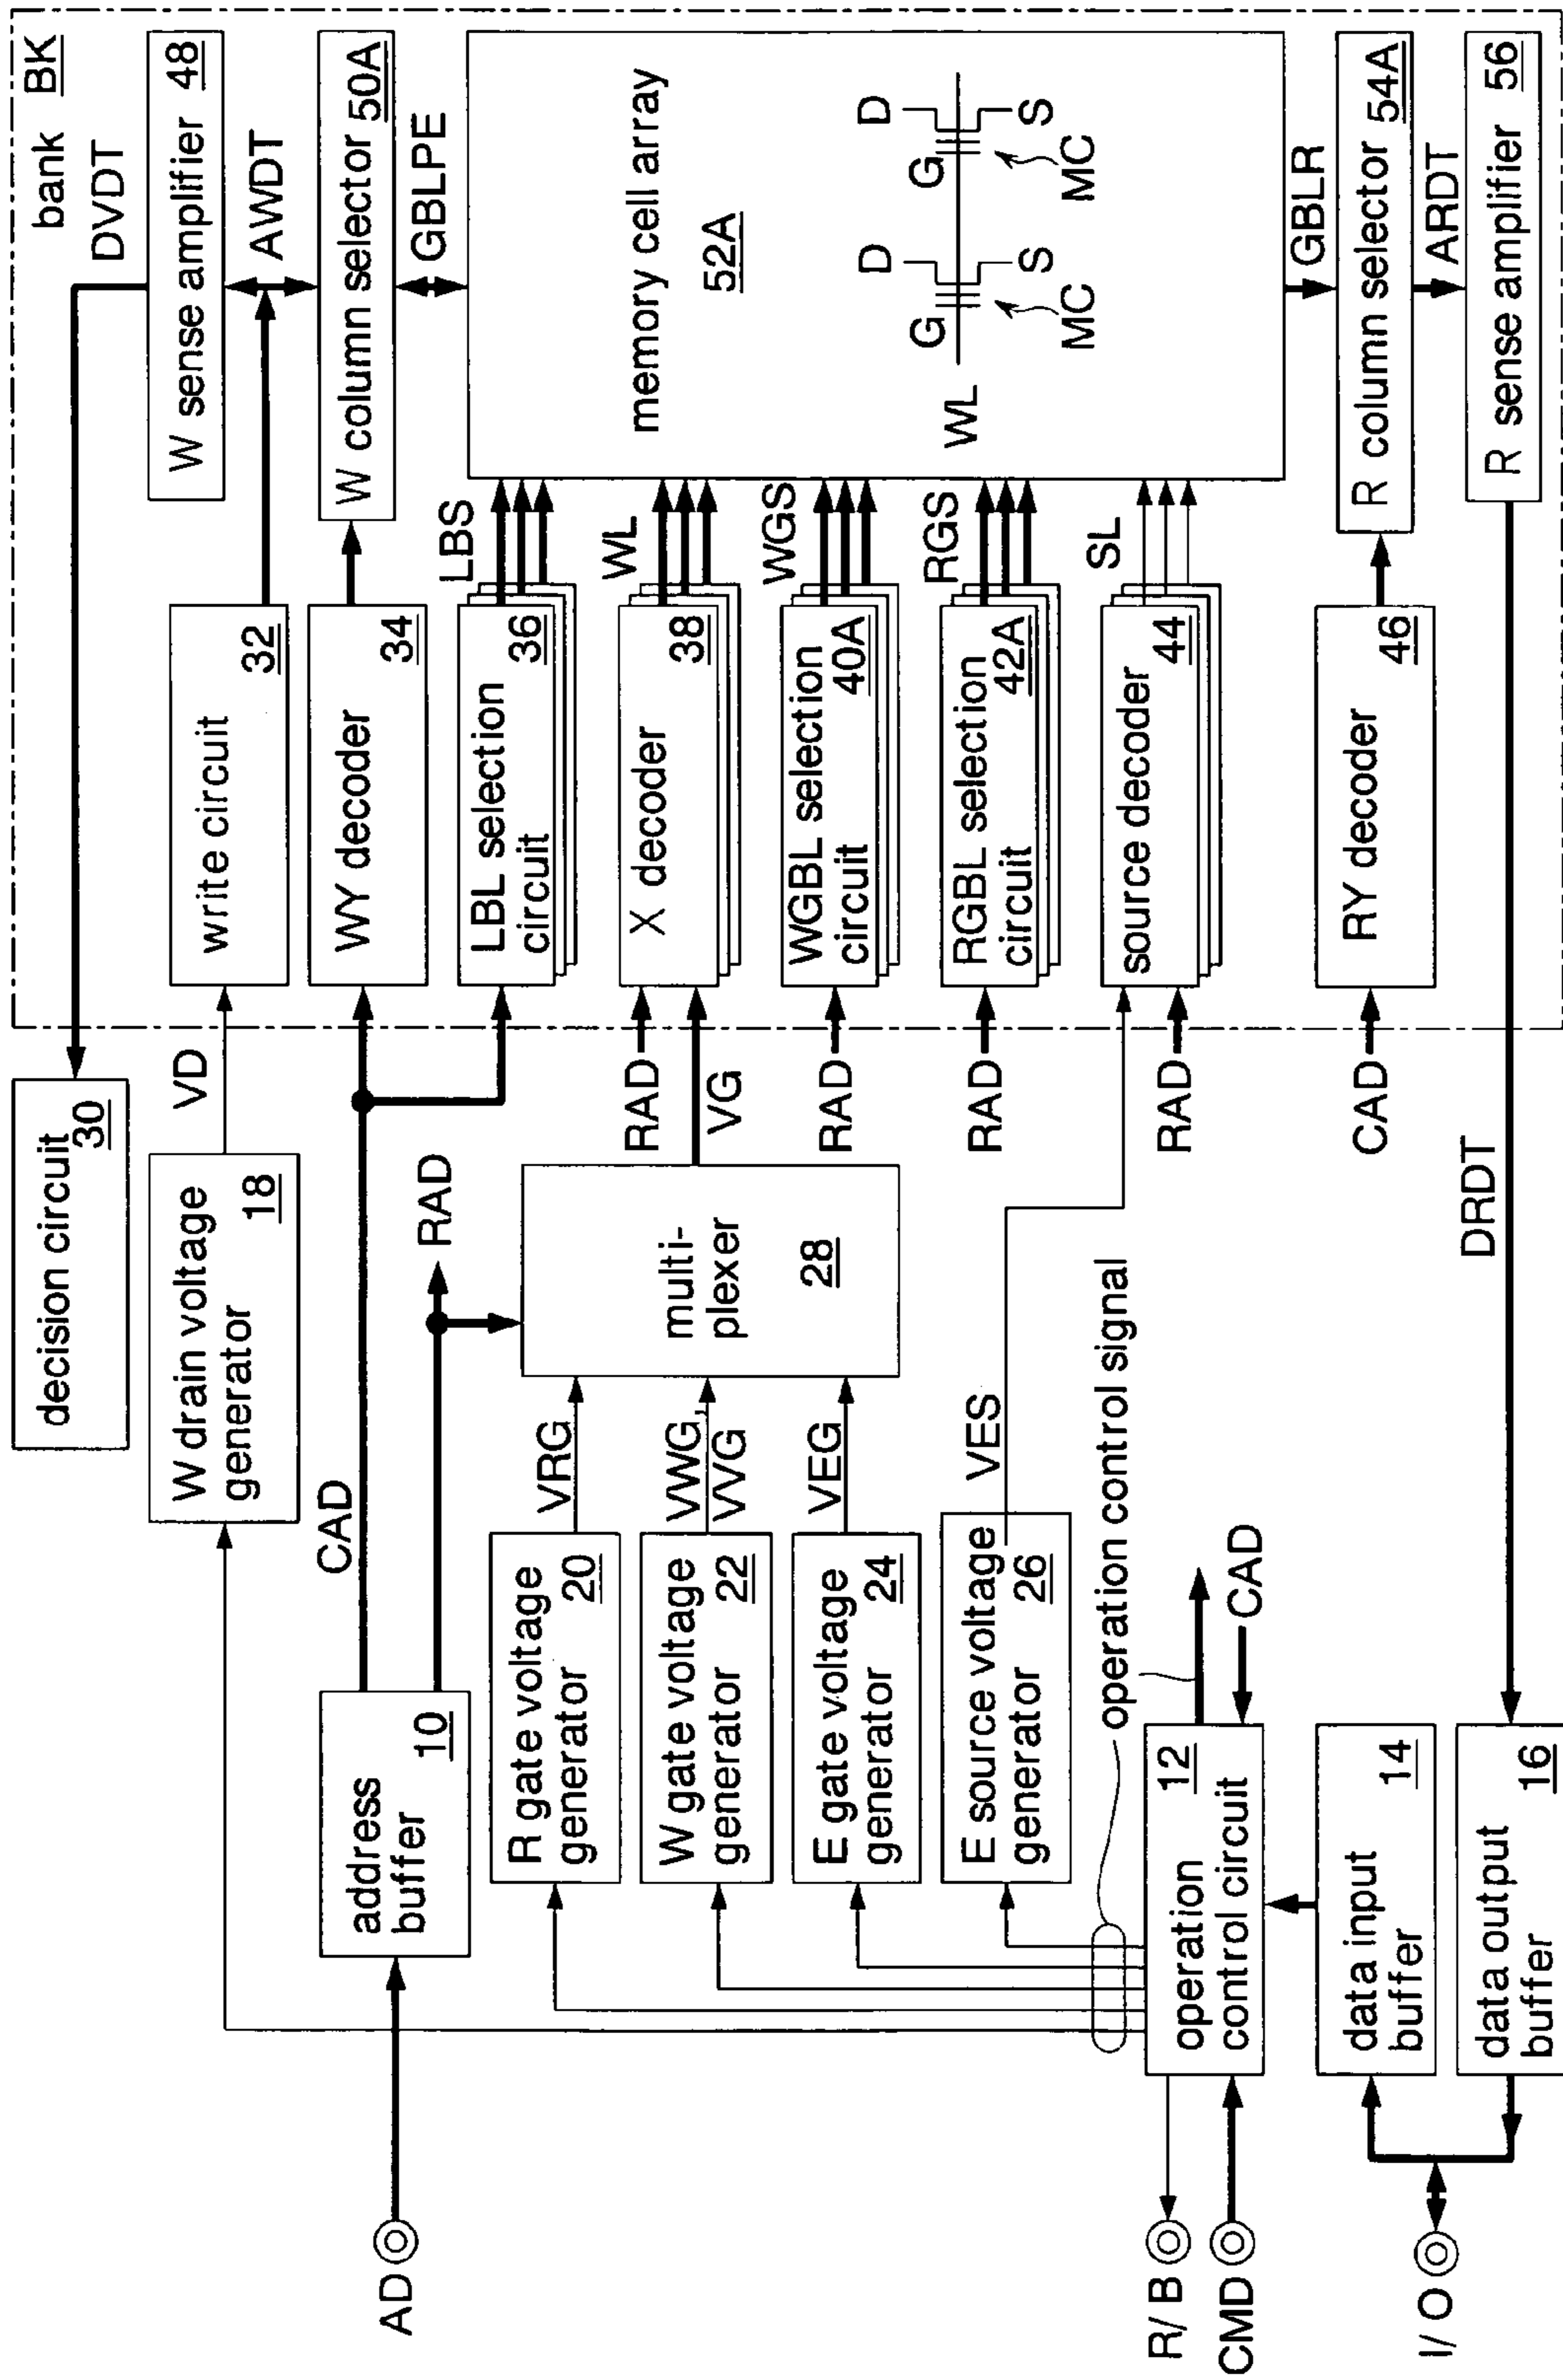 bank BK
DVDT
decision circuit
30
W sense amplifier 48
VD
W drain voltage
generator
18
write circuit
32
AWDT
CAD
WY decoder
34
W column selector 50A
AD
address
buffer
10
RAD
LBL selection
circuit
36
LBS
GBLPE
R gate voltage
generator
20
VRG
W gate voltage
generator
22
VWG,
VVG
E gate voltage
generator
24
VEG
multi-
plexer
28
RAD
VG
X decoder
38
WL
memory cell array
52A
RAD
WGBL selection
circuit
40A
WGS
G
D
S
MC
G
D
S
MC
WL
E source voltage
generator
26
VES
RAD
RGBL selection
circuit
42A
RGS
RAD
source decoder
44
SL
operation control signal
R/ B
CMD
operation
control circuit
12
CAD
CAD
RY decoder
46
GBLR
R column selector 54A
ARDT
data input
buffer
14
I/ O
data output
buffer
16
DRDT
R sense amplifier 56